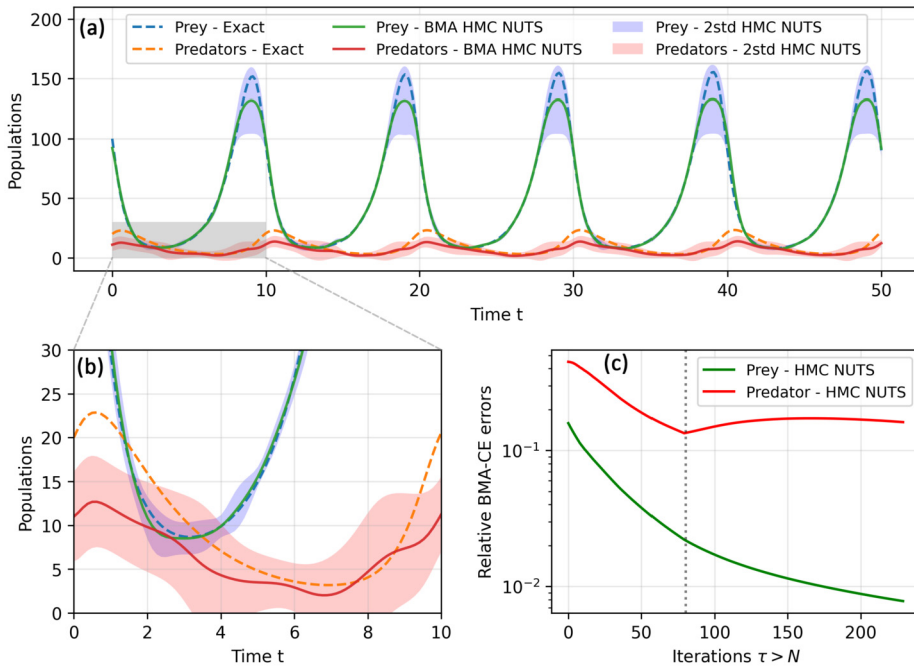 (a)
Prey - Exact
Predators - Exact
Prey - BMA HMC NUTS
Predators - BMA HMC NUTS
Prey - 2std HMC NUTS
Predators - 2std HMC NUTS
Populations
200
150
100
50
0
0
10
20
30
40
50
Time t
(b)
Populations
30
25
20
15
10
5
0
0
2
4
6
8
10
Time t
(c)
Prey - HMC NUTS
Predator - HMC NUTS
Relative BMA-CE errors
10⁻¹
10⁻²
0
50
100
150
200
Iterations τ > N